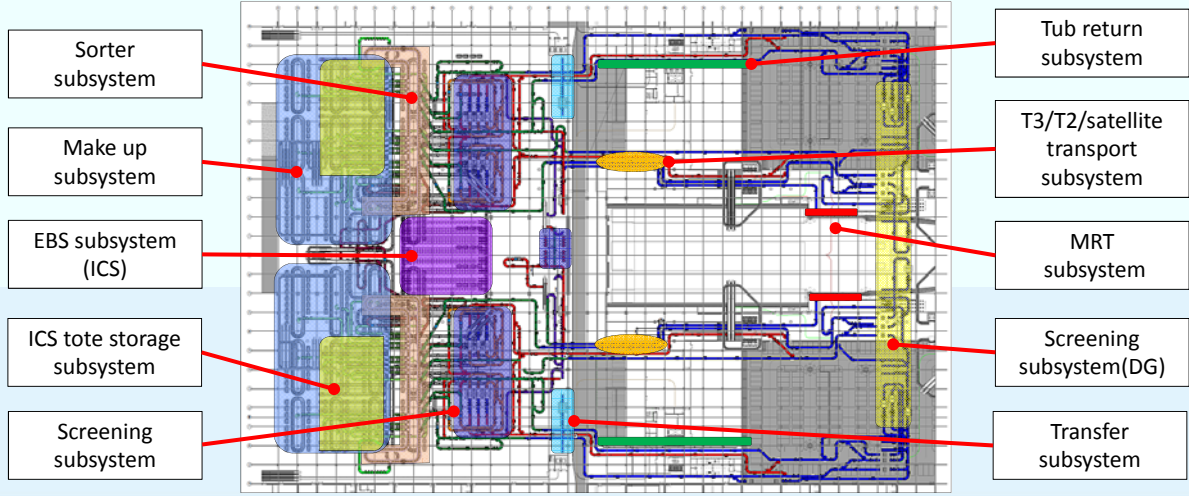 Sorter
subsystem
Make up
subsystem
EBS subsystem
(ICS)
ICS tote storage
subsystem
Screening
subsystem
Tub return
subsystem
T3/T2/satellite
transport
subsystem
MRT
subsystem
Screening
subsystem(DG)
Transfer
subsystem